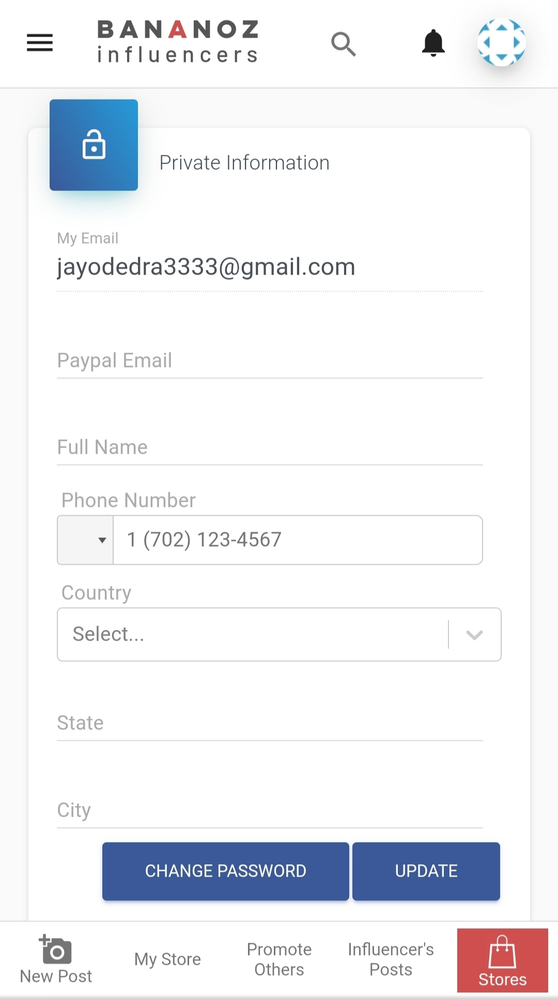 BANANOZ
influencers
Private Information
My Email
jayodedra3333@gmail.com
Paypal Email
Full Name
Phone Number
1 (702) 123-4567
Country
Select...
State
City
CHANGE PASSWORD
UPDATE
New Post
My Store
Promote
Others
Influencer's
Posts
Stores